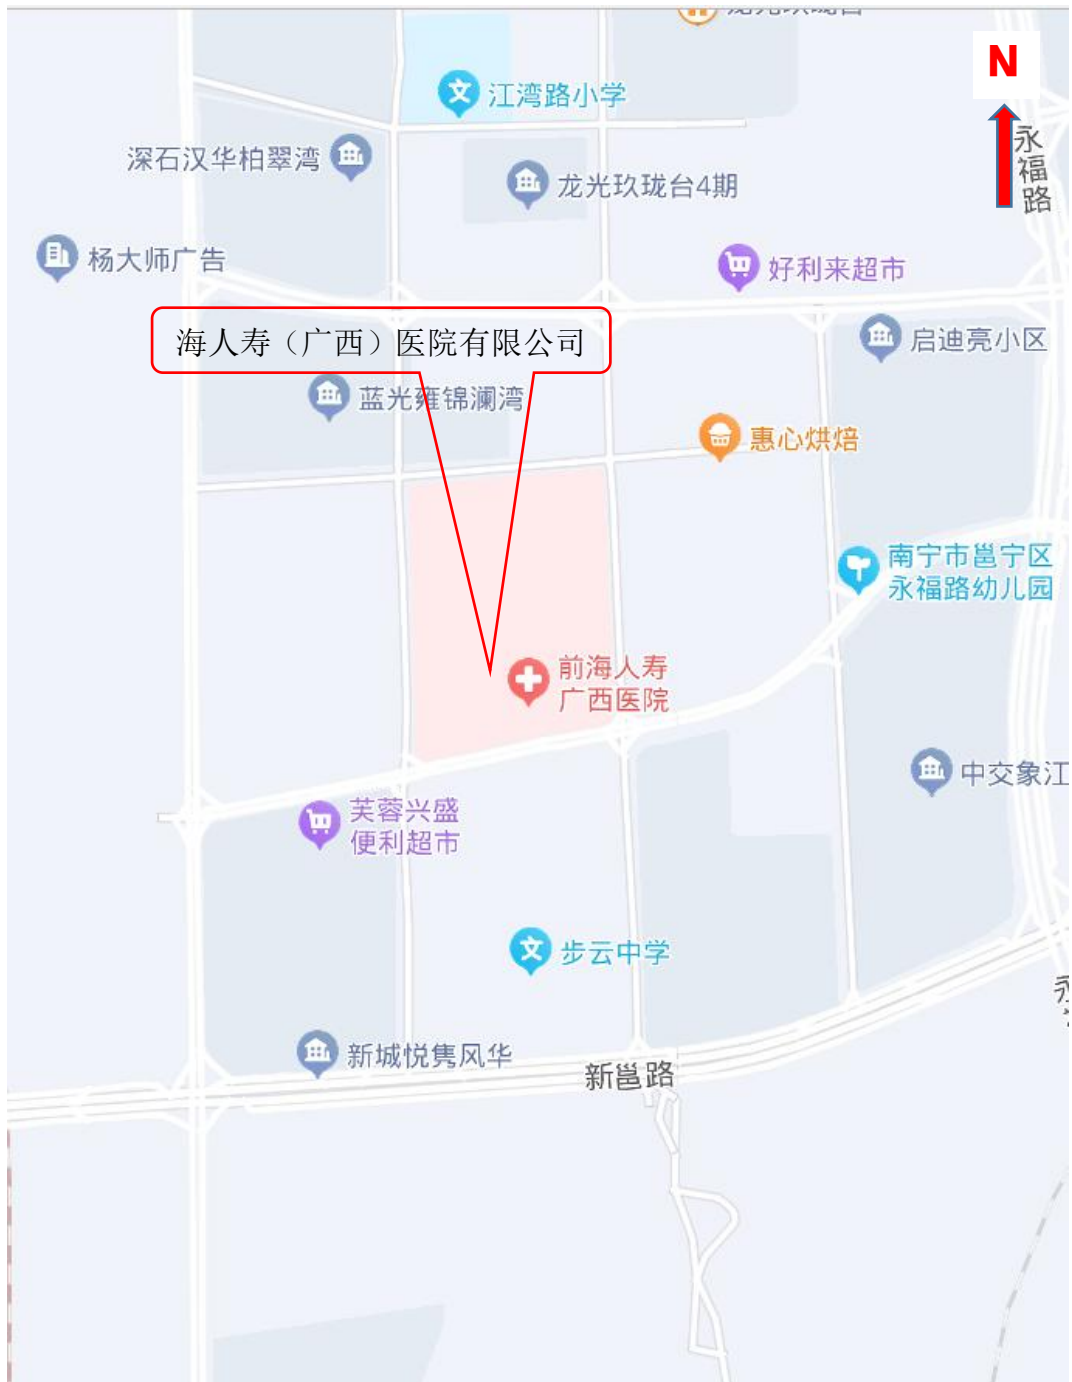 N
江湾路小学
永福路
深石汉华柏翠湾
龙光玖珑台4期
杨大师广告
好利来超市
海人寿（广西）医院有限公司
启迪亮小区
蓝光雍锦澜湾
惠心烘焙
南宁市邕宁区
永福路幼儿园
前海人寿
广西医院
中交象江
芙蓉兴盛
便利超市
步云中学
新城悦隽风华
新邕路